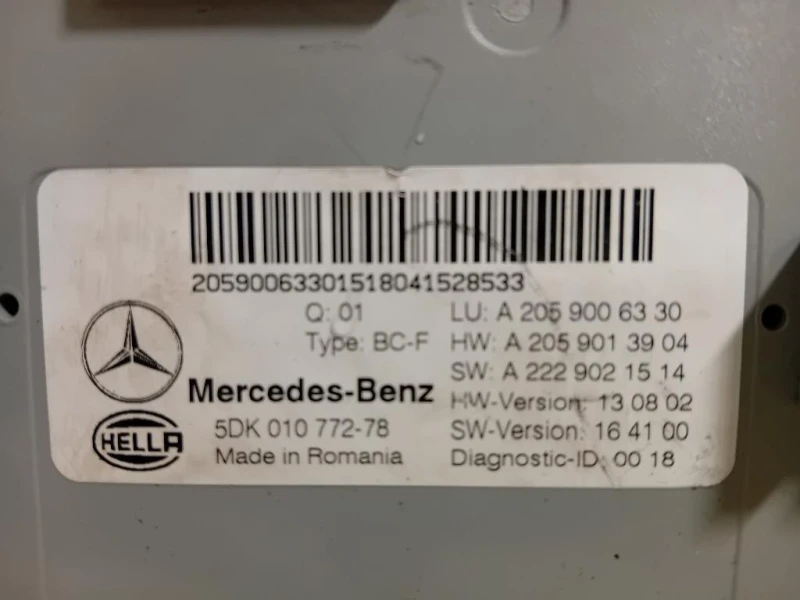 20590063301518041528533
Q: 01
LU: A 205 900 63 30
Type: BC-F
HW: A 205 901 39 04
SW: A 222 902 15 14
Mercedes-Benz
HW-Version: 13 08 02
HELLA
5DK 010 772-78
SW-Version: 16 41 00
Made in Romania
Diagnostic-ID: 00 18